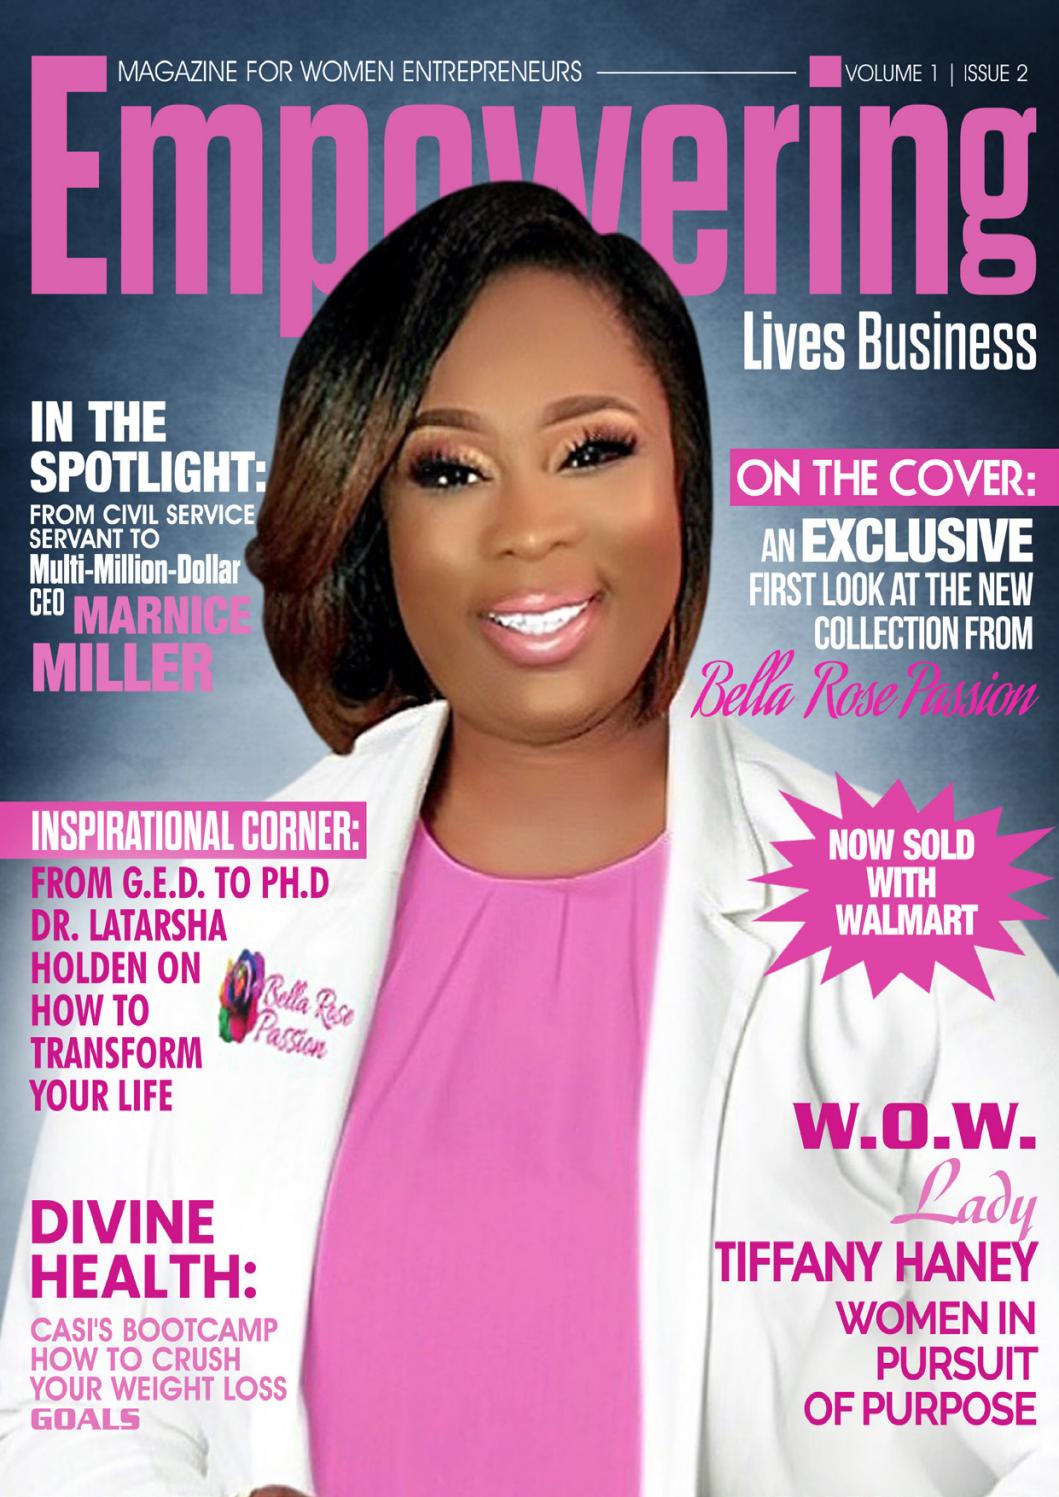 MAGAZINE FOR WOMEN ENTREPRENEURS
VOLUME 1 | ISSUE 2
Empowering
Lives Business
IN THE
SPOTLIGHT:
FROM CIVIL SERVICE
SERVANT TO
Multi-Million-Dollar
CEO MARNICE
MILLER
ON THE COVER:
AN EXCLUSIVE
FIRST LOOK AT THE NEW
COLLECTION FROM
Bella Rose Passion
NOW SOLD
WITH
WALMART
INSPIRATIONAL CORNER:
FROM G.E.D. TO PH.D
DR. LATARSHA
HOLDEN ON
HOW TO
TRANSFORM
YOUR LIFE
Bella Rose
Passion
W.O.W.
Lady
TIFFANY HANEY
WOMEN IN
PURSUIT
OF PURPOSE
DIVINE
HEALTH:
CASI'S BOOTCAMP
HOW TO CRUSH
YOUR WEIGHT LOSS
GOALS